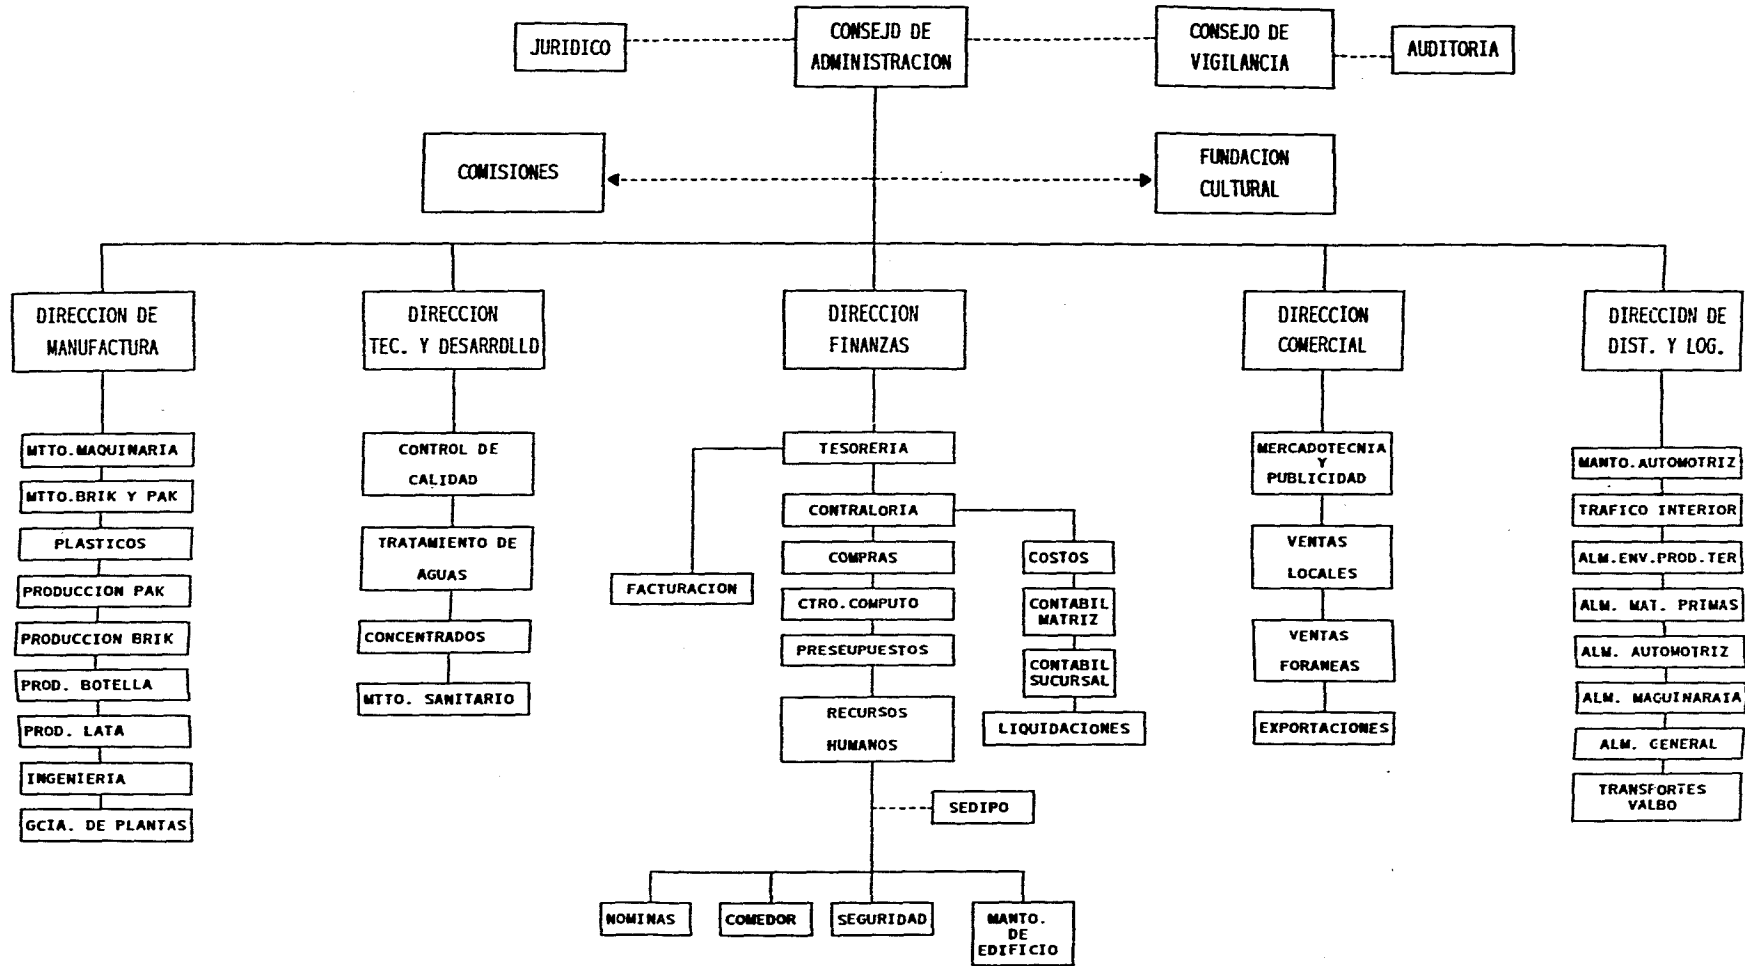 JURIDICO
CONSEJO DE
ADMINISTRACION
CONSEJO DE
VIGILANCIA
AUDITORIA
COMISIONES
FUNDACION
CULTURAL
DIRECCION DE
MANUFACTURA
DIRECCION
TEC. Y DESARROLLO
DIRECCION
FINANZAS
DIRECCION
COMERCIAL
DIRECCION DE
DIST. Y LOG.
MTTO.MAQUINARIA
MTTO.BRIK Y PAK
PLASTICOS
PRODUCCION PAK
PRODUCCION BRIK
PROD. BOTELLA
PROD. LATA
INGENIERIA
GCIA. DE PLANTAS
CONTROL DE
CALIDAD
TRATAMIENTO DE
AGUAS
CONCENTRADOS
MTTO. SANITARIO
TESORERIA
CONTRALORIA
COMPRAS
CTRO.COMPUTO
PRESEUPUESTOS
RECURSOS
HUMANOS
FACTURACION
COSTOS
CONTABIL
MATRIZ
CONTABIL
SUCURSAL
LIQUIDACIONES
SEDIPO
NOMINAS
COMEDOR
SEGURIDAD
MANTO.
DE
EDIFICIO
MERCADOTECNIA
Y
PUBLICIDAD
VENTAS
LOCALES
VENTAS
FORANEAS
EXPORTACIONES
MANTO.AUTOMOTRIZ
TRAFICO INTERIOR
ALM.ENV.PROD.TER
ALM. MAT. PRIMAS
ALM. AUTOMOTRIZ
ALM. MAQUINARAIA
ALM. GENERAL
TRANSFORTES
VALBO